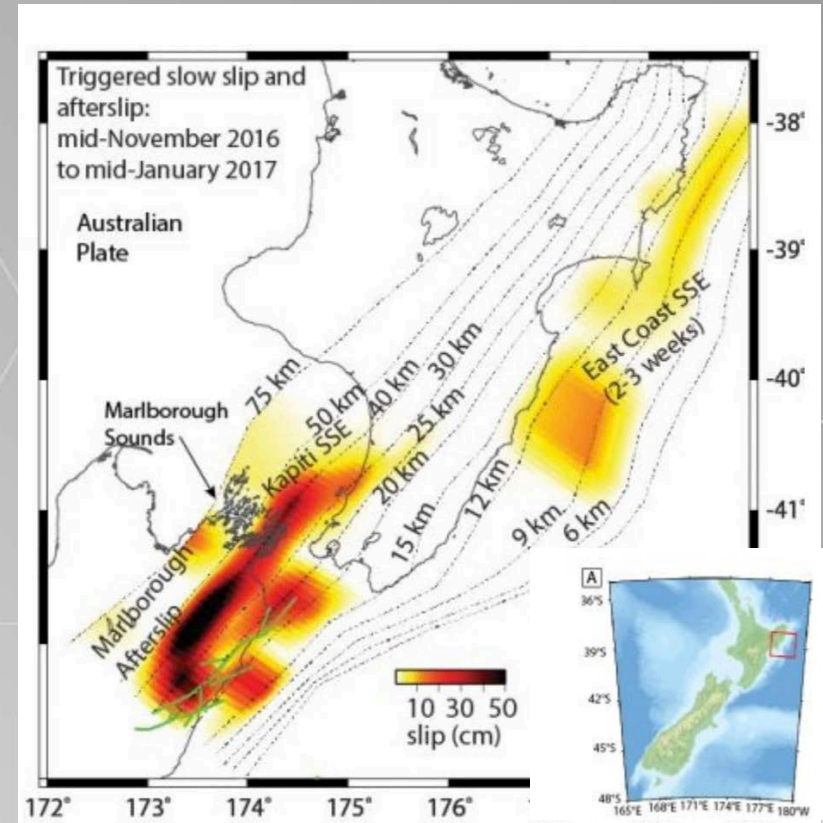 Triggered slow slip and
afterslip:
mid-November 2016
to mid-January 2017
Australian
Plate
Marlborough
Sounds
75 km
50 km
40 km
30 km
25 km
20 km
15 km
12 km
9 km
6 km
Kapiti SSE
East Coast SSE
(2-3 weeks)
Marlborough
Afterslip
10 30 50
slip (cm)
-38°
-39°
-40°
-41°
172° 173° 174° 175° 176°
A
36°S
39°S
42°S
45°S
48°S
165°E 168°E 171°E 174°E 177°E 180°W